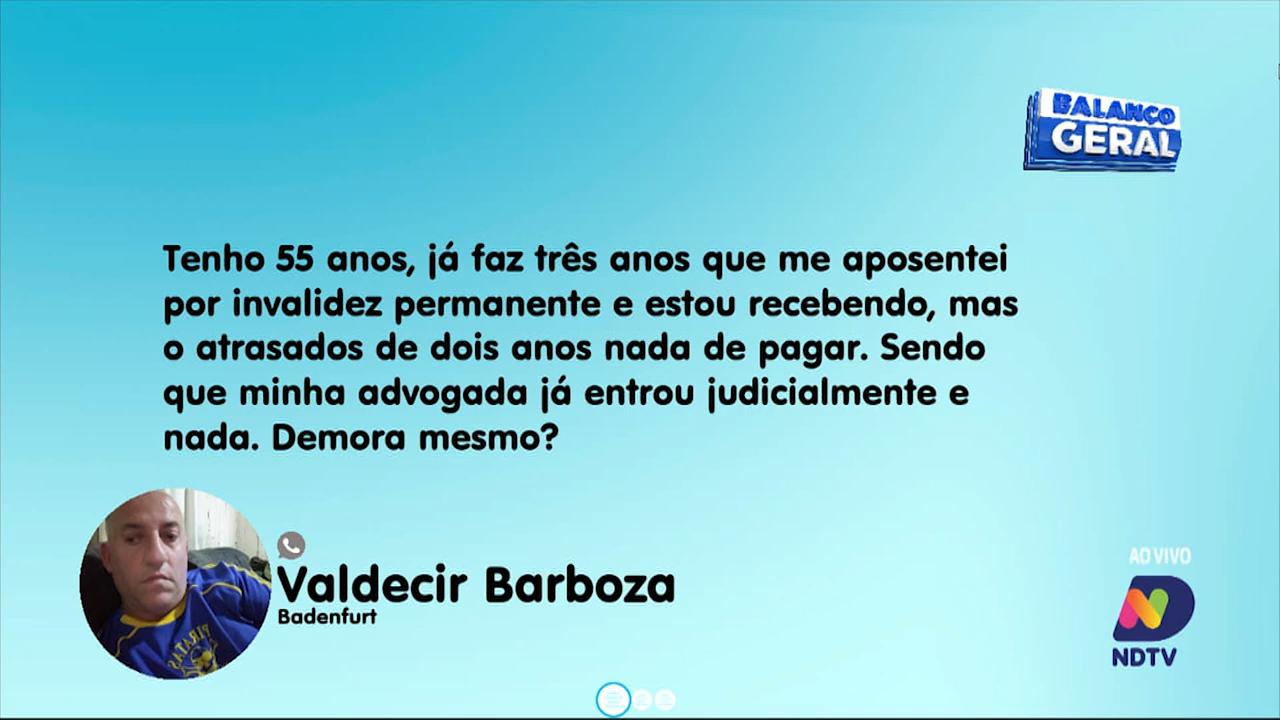 BALANÇO
GERAL
Tenho 55 anos, já faz três anos que me aposentei
por invalidez permanente e estou recebendo, mas
o atrasados de dois anos nada de pagar. Sendo
que minha advogada já entrou judicialmente e
nada. Demora mesmo?
Valdecir Barboza
Badenfurt
AO VIVO
NDTV